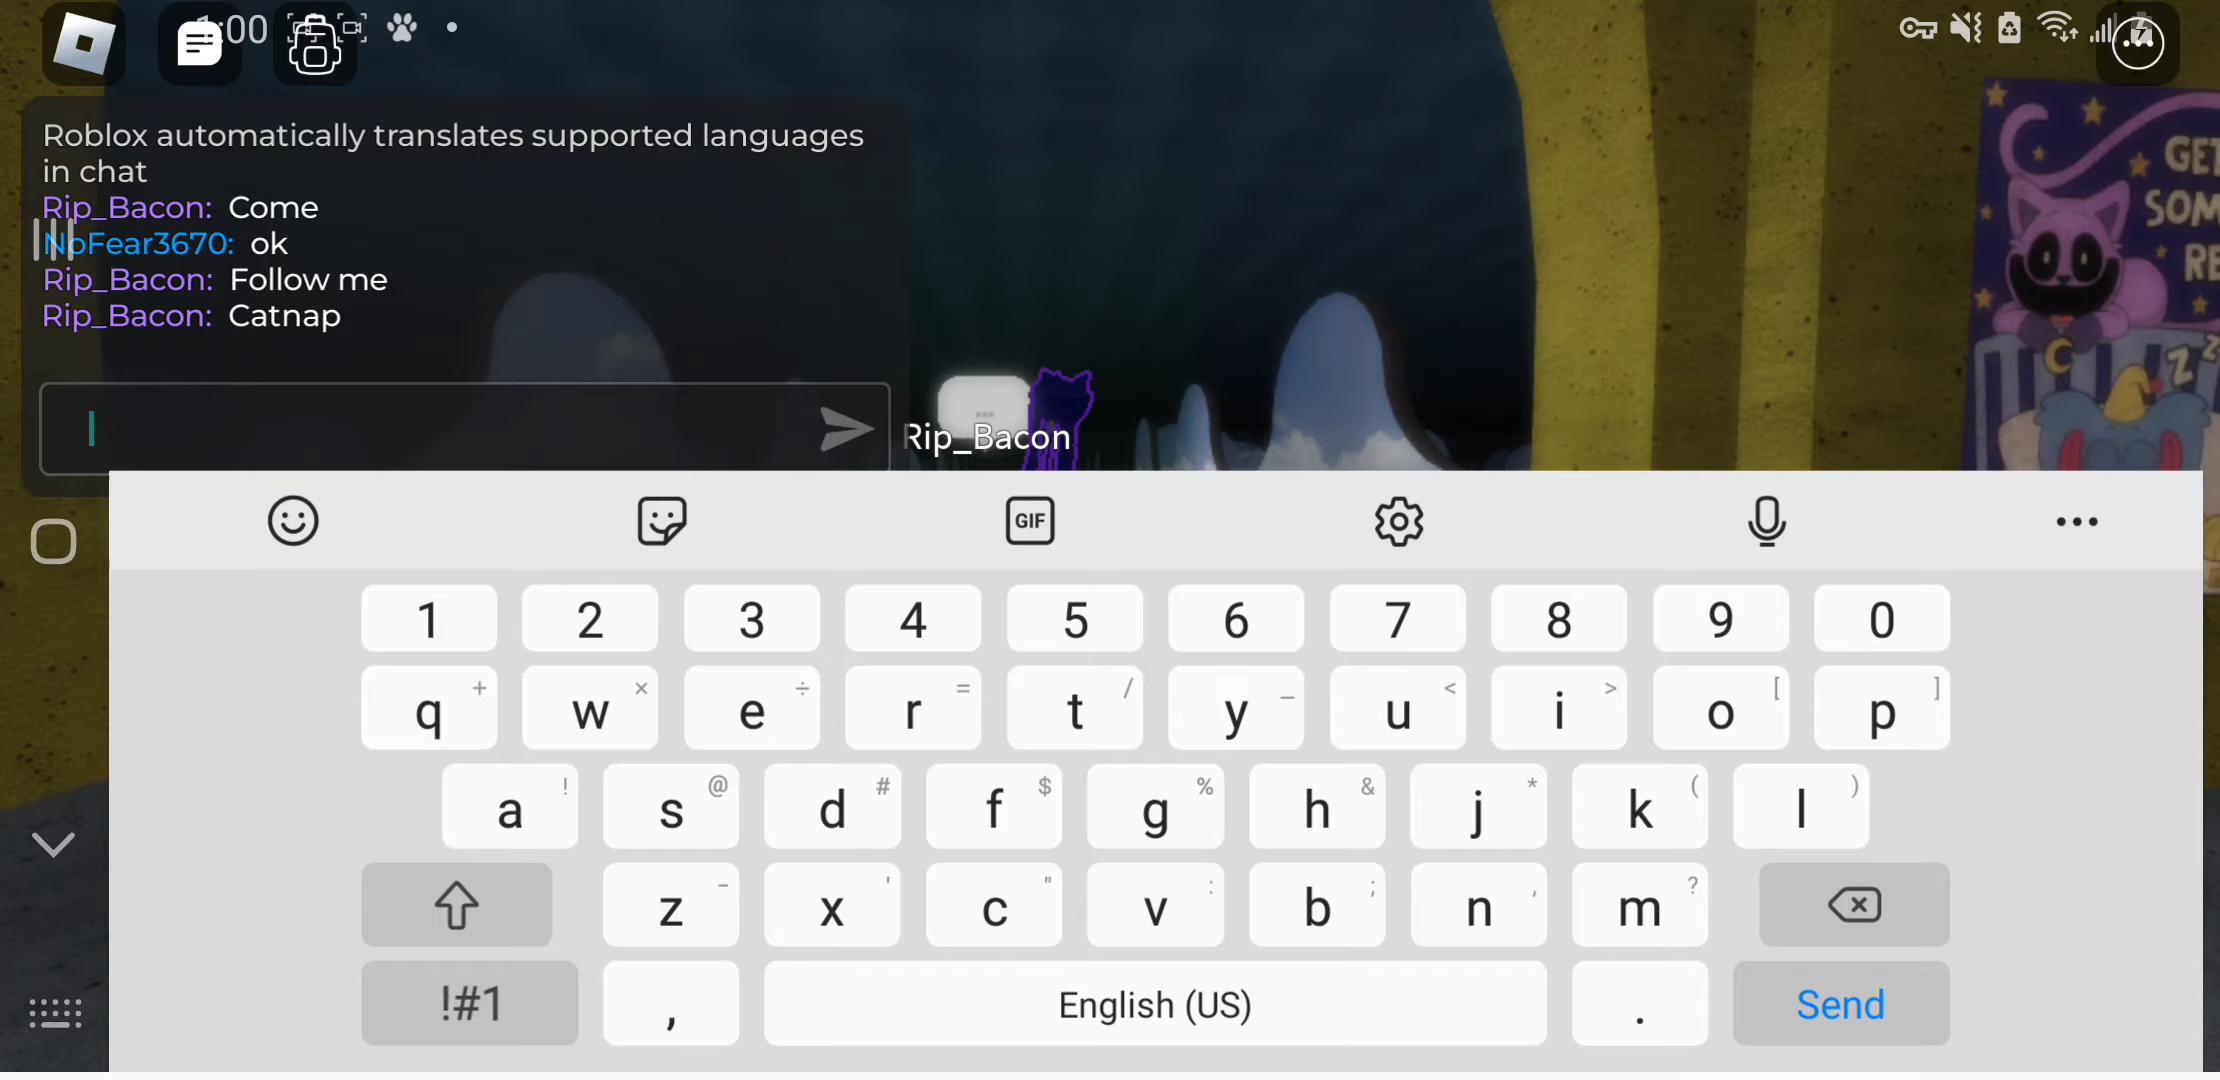 :00
Roblox automatically translates supported languages
in chat
Rip_Bacon: Come
NoFear3670: ok
Rip_Bacon: Follow me
Rip_Bacon: Catnap
Rip_Bacon
GET
SOM
RE
Z
Z
GIF
1 2 3 4 5 6 7 8 9 0
q + w × e ÷ r = t / y _ u < i > o [ p ]
a ! s @ d # f $ g % h & j * k ( l )
z - x ' c " v : b ; n , m ?
!#1 , English (US) . Send